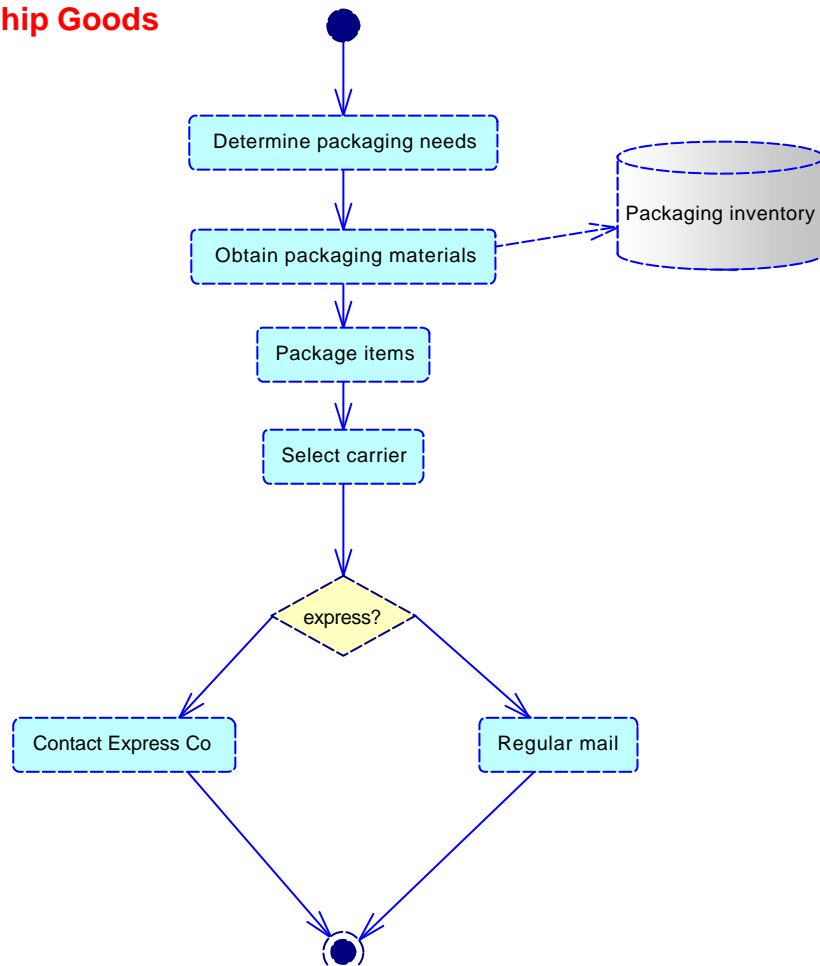 hip Goods
Determine packaging needs
Packaging inventory
Obtain packaging materials
Package items
Select carrier
express?
Contact Express Co
Regular mail